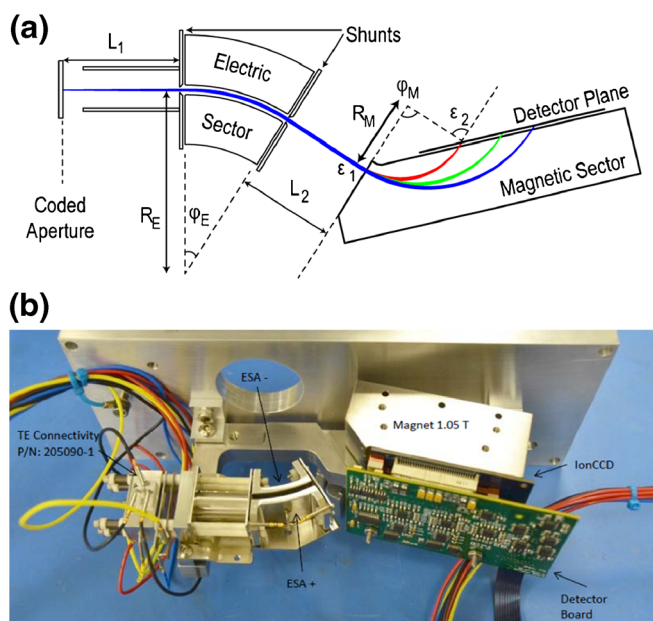 (a)
L1
Shunts
Electric
Sector
φM
RM
ε2
Detector Plane
ε1
Magnetic Sector
Coded
Aperture
RE
φE
L2
(b)
ESA -
TE Connectivity
P/N: 205090-1
Magnet 1.05 T
IonCCD
ESA +
Detector
Board